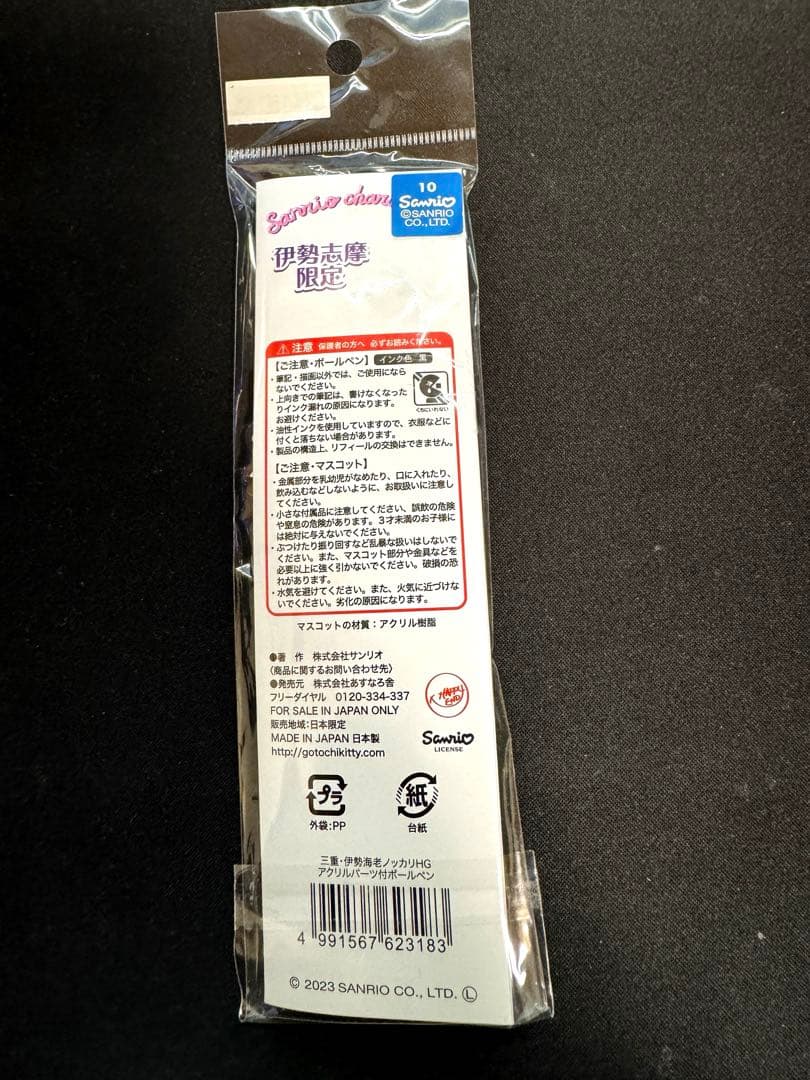 Sanrio char
10
Sanrio
©SANRIO
CO.,LTD.
伊勢志摩
限定
注意 保護者の方へ 必ずお読みください。
【ご注意・ボールペン】 インク色 黒
・筆記・描画以外では、ご使用になら
ないでください。
・上向きでの筆記は、書けなくなった
りインク漏れの原因になります。
お避けください。
くちにいれない
・油性インクを使用していますので、衣服などに
付くと落ちない場合があります。
・製品の構造上、リフィールの交換はできません。
【ご注意・マスコット】
・金属部分を乳幼児がなめたり、口に入れたり、
飲み込むなどしないように、お取扱いに注意し
てください。
・小さな付属品に注意してください、誤飲の危険
や窒息の危険があります。3才未満のお子様に
は絶対に与えないでください。
・ぶつけたり振り回すなど乱暴な扱いはしないで
ください。また、マスコット部分や金具などを
必要以上に強く引かないでください。破損の恐
れがあります。
・水気を避けてください。また、火気に近づけな
いでください。劣化の原因になります。
マスコットの材質：アクリル樹脂
●著 作 株式会社サンリオ
〈商品に関するお問い合わせ先〉
●発売元 株式会社あすなろ舎
フリーダイヤル 0120-334-337
FOR SALE IN JAPAN ONLY
販売地域:日本限定
MADE IN JAPAN 日本製
http://gotochikitty.com
Sanrio
LICENSE
プラ
外袋:PP
紙
台紙
三重・伊勢海老ノッカリHG
アクリルパーツ付ボールペン
4 991567 623183
© 2023 SANRIO CO., LTD. Ⓛ